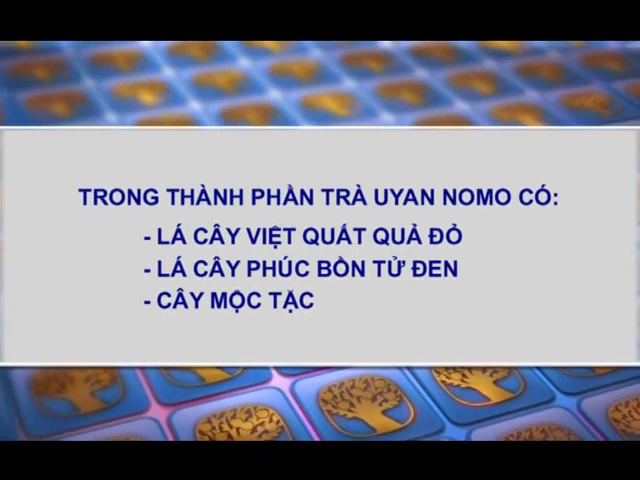 TRONG THÀNH PHẦN TRÀ UYAN NOMO CÓ:
- LÁ CÂY VIỆT QUẤT QUẢ ĐỎ
- LÁ CÂY PHÚC BỒN TỬ ĐEN
- CÂY MỘC TẶC